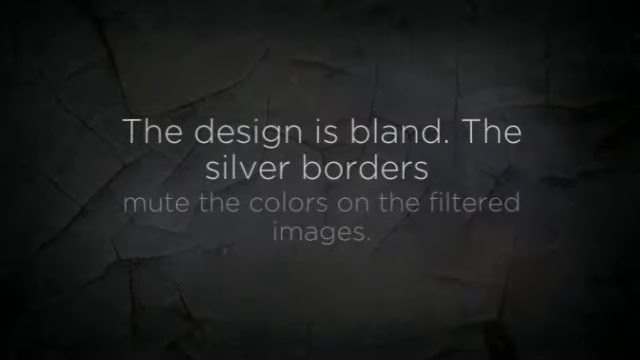 The design is bland. The
silver borders
mute the colors on the filtered
images.